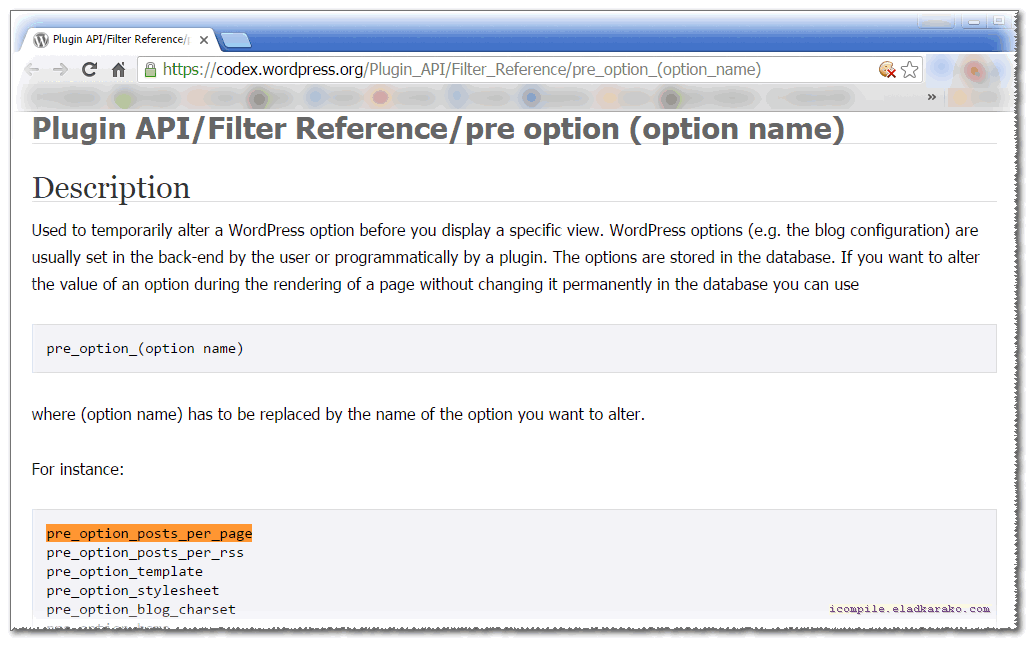 Plugin API/Filter Reference/
https://codex.wordpress.org/Plugin_API/Filter_Reference/pre_option_(option_name)
Plugin API/Filter Reference/pre option (option name)
Description
Used to temporarily alter a WordPress option before you display a specific view. WordPress options (e.g. the blog configuration) are
usually set in the back-end by the user or programmatically by a plugin. The options are stored in the database. If you want to alter
the value of an option during the rendering of a page without changing it permanently in the database you can use
pre_option_(option name)
where (option name) has to be replaced by the name of the option you want to alter.
For instance:
pre_option_posts_per_page
pre_option_posts_per_rss
pre_option_template
pre_option_stylesheet
pre_option_blog_charset
icompile.eladkarako.com